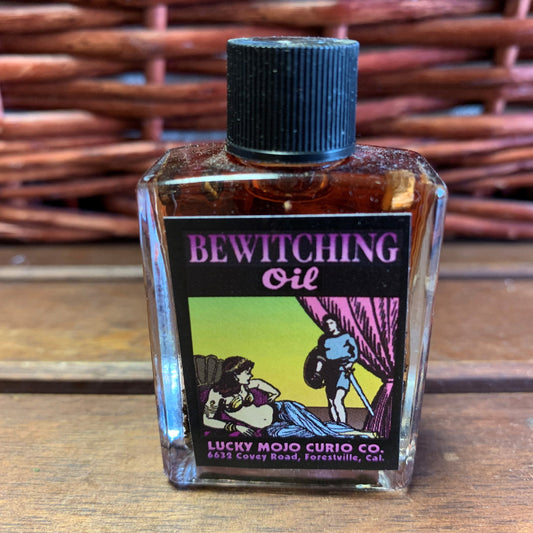 BEWITCHING
Oil
LUCKY MOJO CURIO CO.
6632 Covey Road, Forestville, Cal.